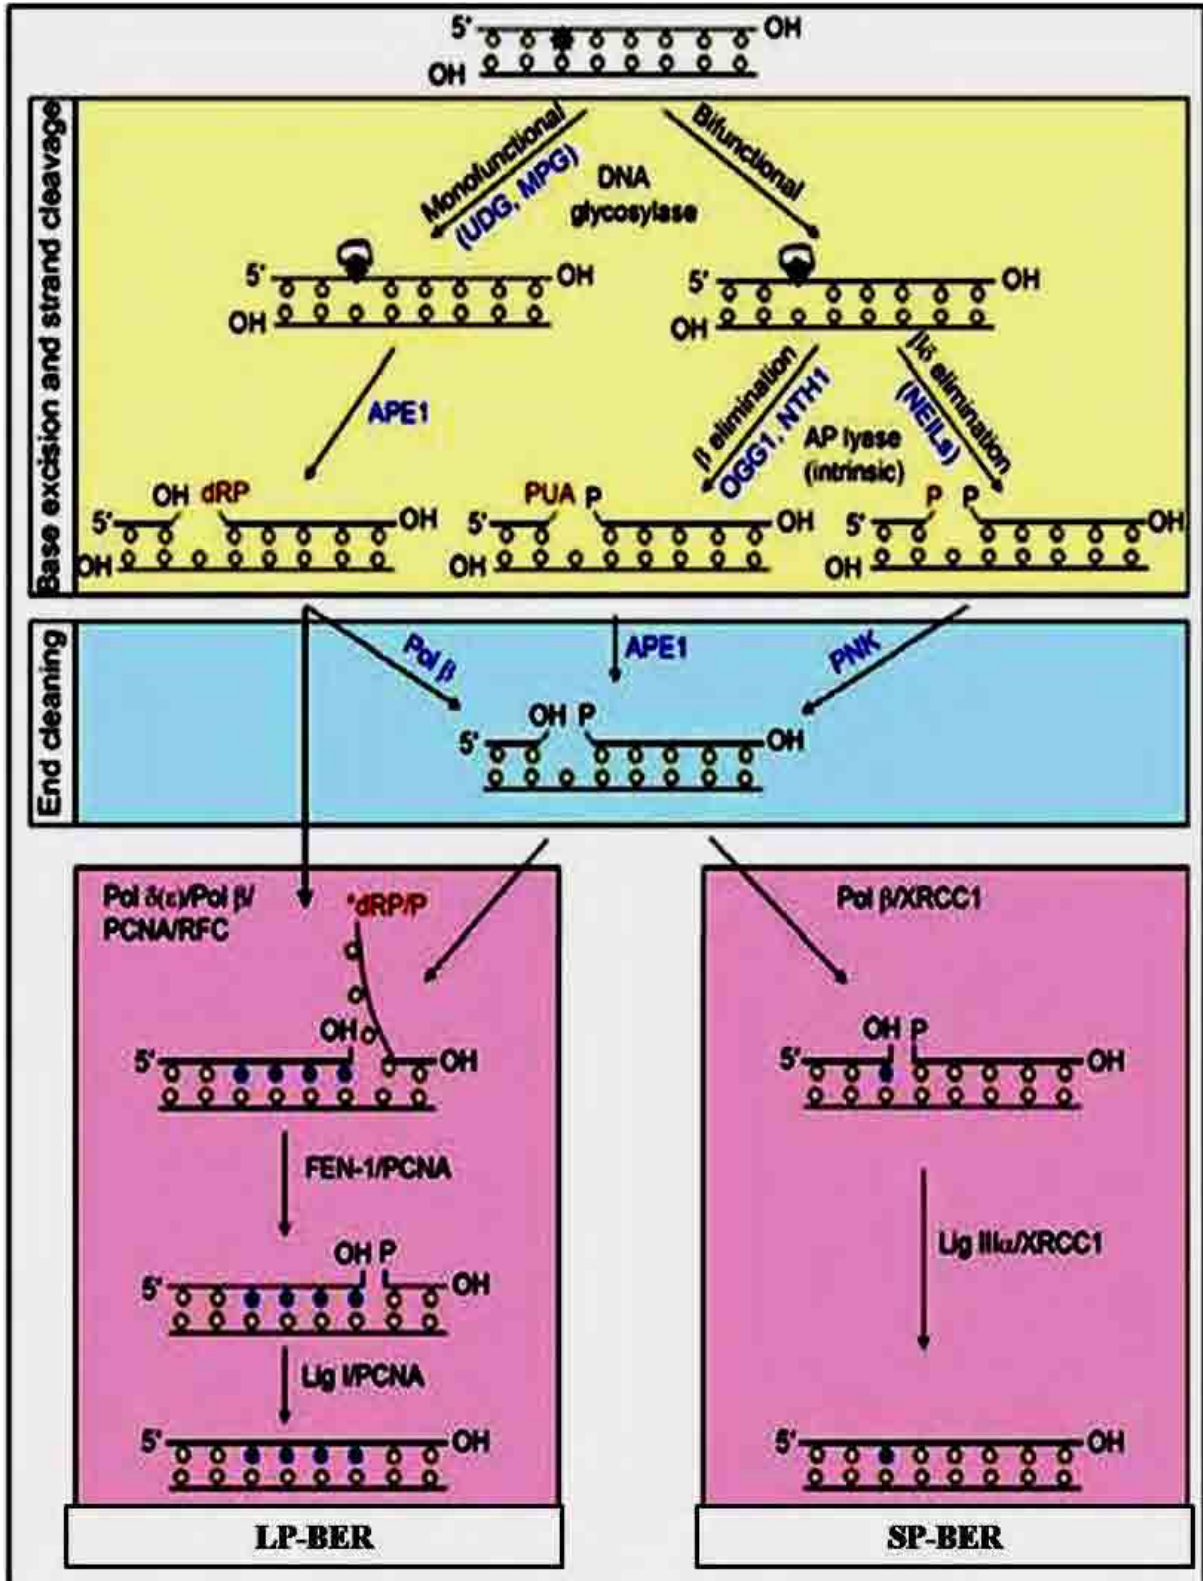 5' OH
OH
Base excision and strand cleavage
Monofunctional
(UDG, MPG)
DNA
glycosylase
Bifunctional
5' OH
OH
5' OH
OH
APE1
β elimination
OGG1, NTH1
AP lyase
(intrinsic)
βδ elimination
(NEILs)
OH dRP
5' OH
OH
PUA P
5' OH
OH
P P
5' OH
OH
End cleaning
Pol β
APE1
PNK
OH P
5' OH
Pol δ(ε)/Pol β/
PCNA/RFC
*dRP/P
OH
5' OH
FEN-1/PCNA
OH P
5' OH
Lig I/PCNA
5' OH
LP-BER
Pol β/XRCC1
OH P
5' OH
Lig IIIα/XRCC1
5' OH
SP-BER